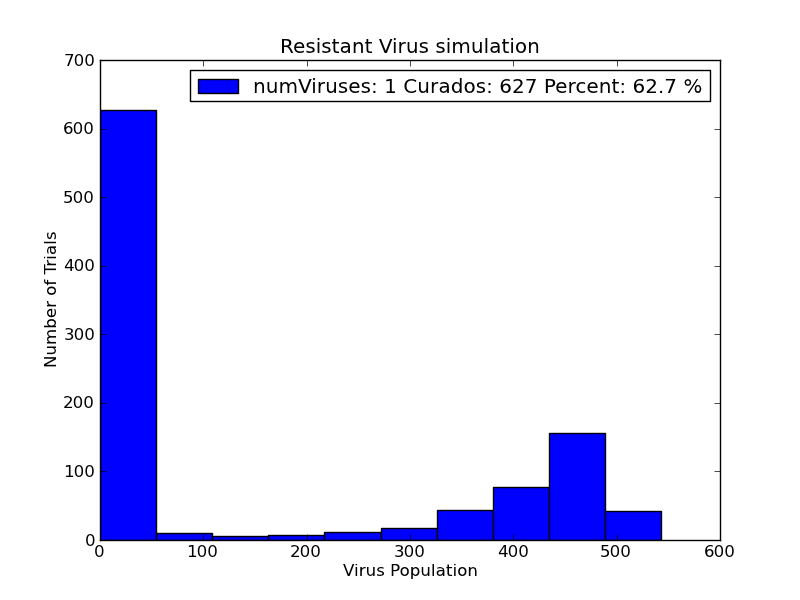 Resistant Virus simulation
numViruses: 1 Curados: 627 Percent: 62.7 %
700
600
500
400
300
200
100
0
Number of Trials
0 100 200 300 400 500 600
Virus Population